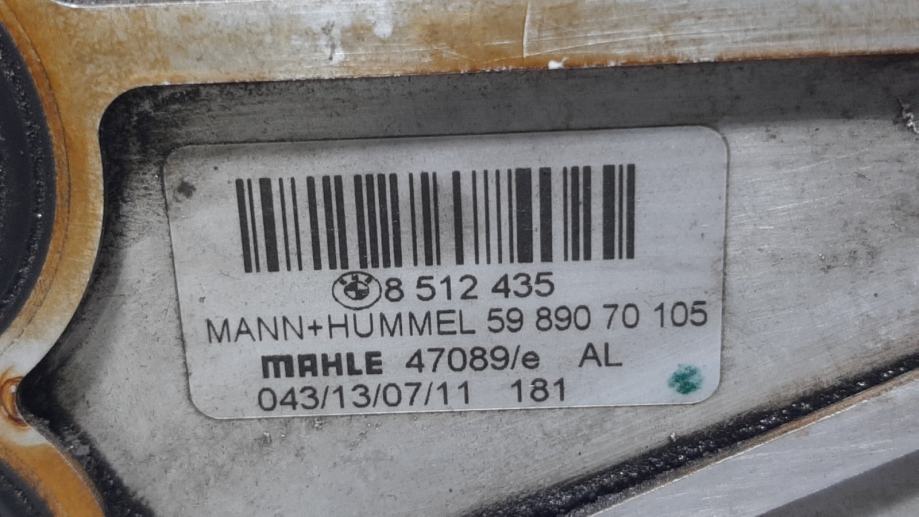 8 512 435
MANN+HUMMEL 59 890 70 105
MAHLE 47089/e AL
043/13/07/11 181